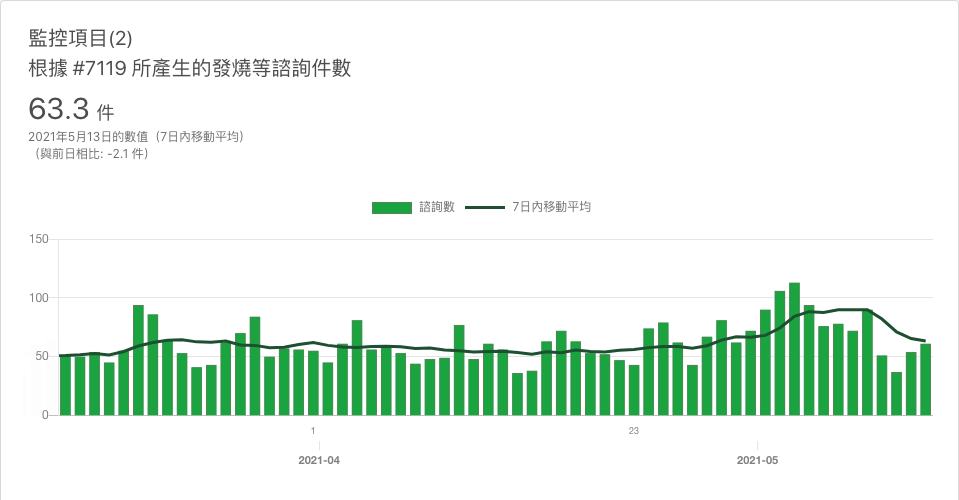 監控項目(2)
根據 #7119 所產生的發燒等諮詢件數
63.3 件
2021年5月13日的數值（7日內移動平均）
（與前日相比: -2.1 件）
諮詢數 7日內移動平均
150
100
50
0
1 23
2021-04 2021-05